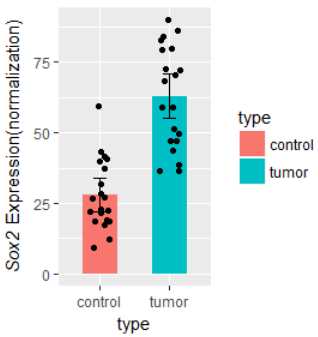 Sox2 Expression(normalization)
75
50
25
0
control tumor
type
type
control
tumor